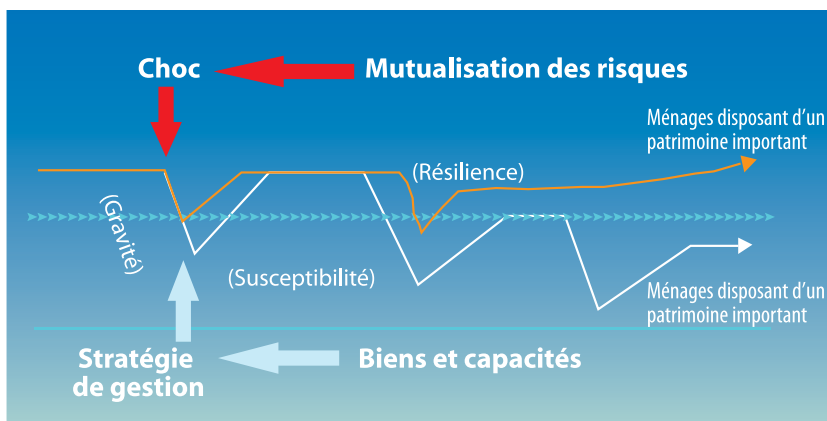 Choc
Mutualisation des risques
Ménages disposant d’un
patrimoine important
(Résilience)
(Gravité)
(Susceptibilité)
Ménages disposant d’un
patrimoine important
Stratégie
de gestion
Biens et capacités